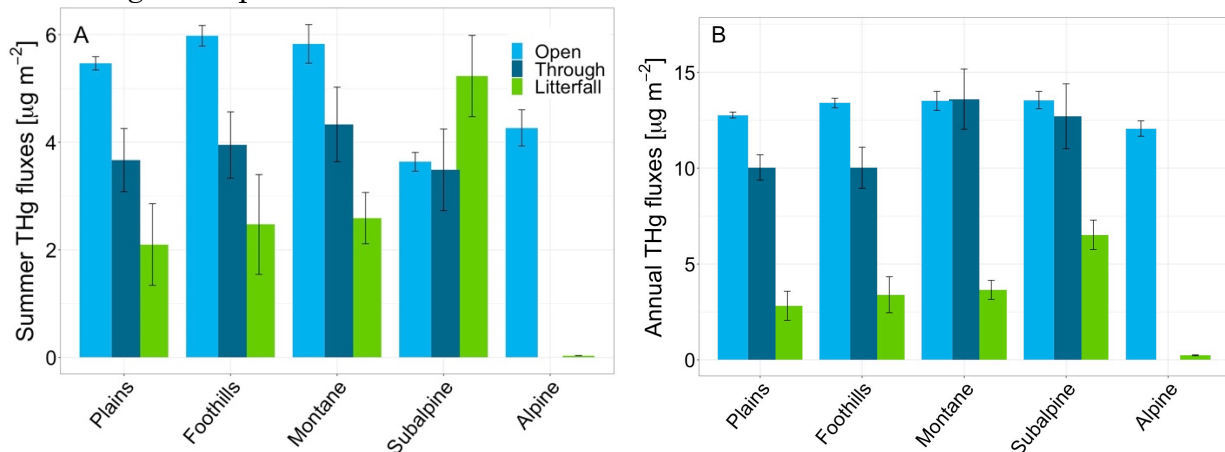 A
Summer THg fluxes [µg m⁻²]
6
4
2
0
Open
Through
Litterfall
Plains
Foothills
Montane
Subalpine
Alpine
B
Annual THg fluxes [µg m⁻²]
15
10
5
0
Plains
Foothills
Montane
Subalpine
Alpine